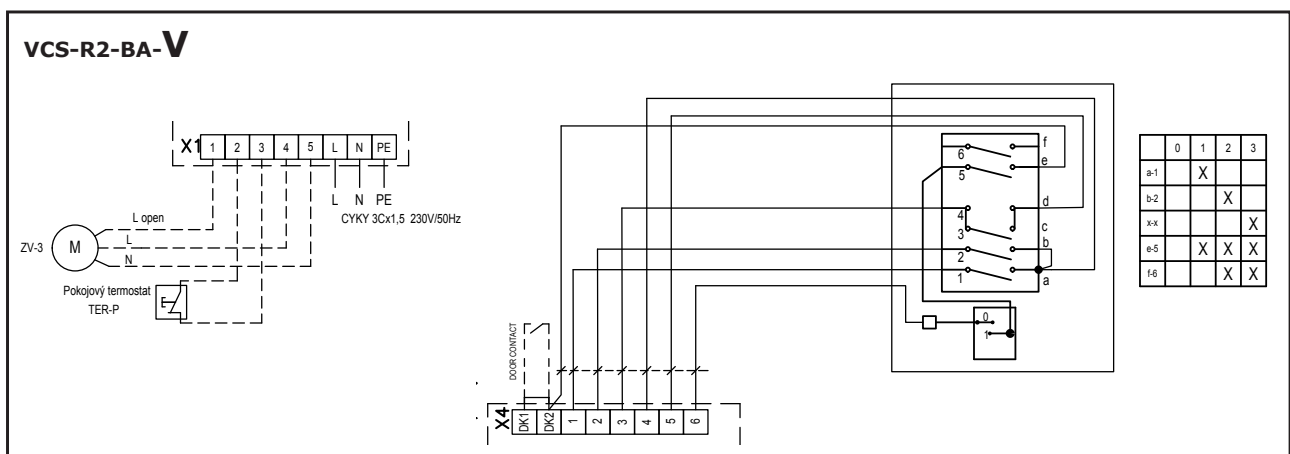 VCS-R2-BA-V
X1 1 2 3 4 5 L N PE
L N PE
CYKY 3Cx1,5 230V/50Hz
L open
L
N
ZV-3
M
Pokojový termostat
TER-P
DOOR CONTACT
X4 DK1 DK2 1 2 3 4 5 6
f
6
e
5
d
4
c
3
b
2
1
a
0
1
0 1 2 3
a-1 X
b-2 X
x-x X
e-5 X X X
f-6 X X